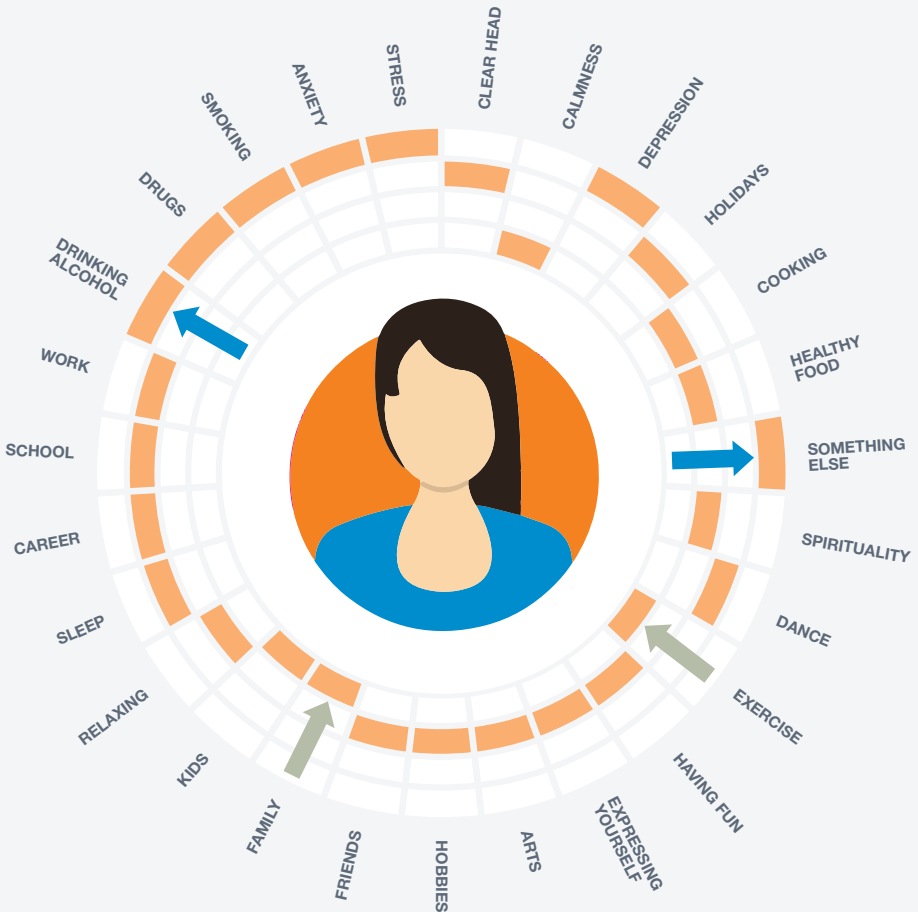 CLEAR HEAD
CALMNESS
DEPRESSION
HOLIDAYS
COOKING
HEALTHY
FOOD
SOMETHING
ELSE
SPIRITUALITY
DANCE
EXERCISE
HAVING FUN
EXPRESSING
YOURSELF
ARTS
HOBBIES
FRIENDS
FAMILY
KIDS
RELAXING
SLEEP
CAREER
SCHOOL
WORK
DRINKING
ALCOHOL
DRUGS
SMOKING
ANXIETY
STRESS